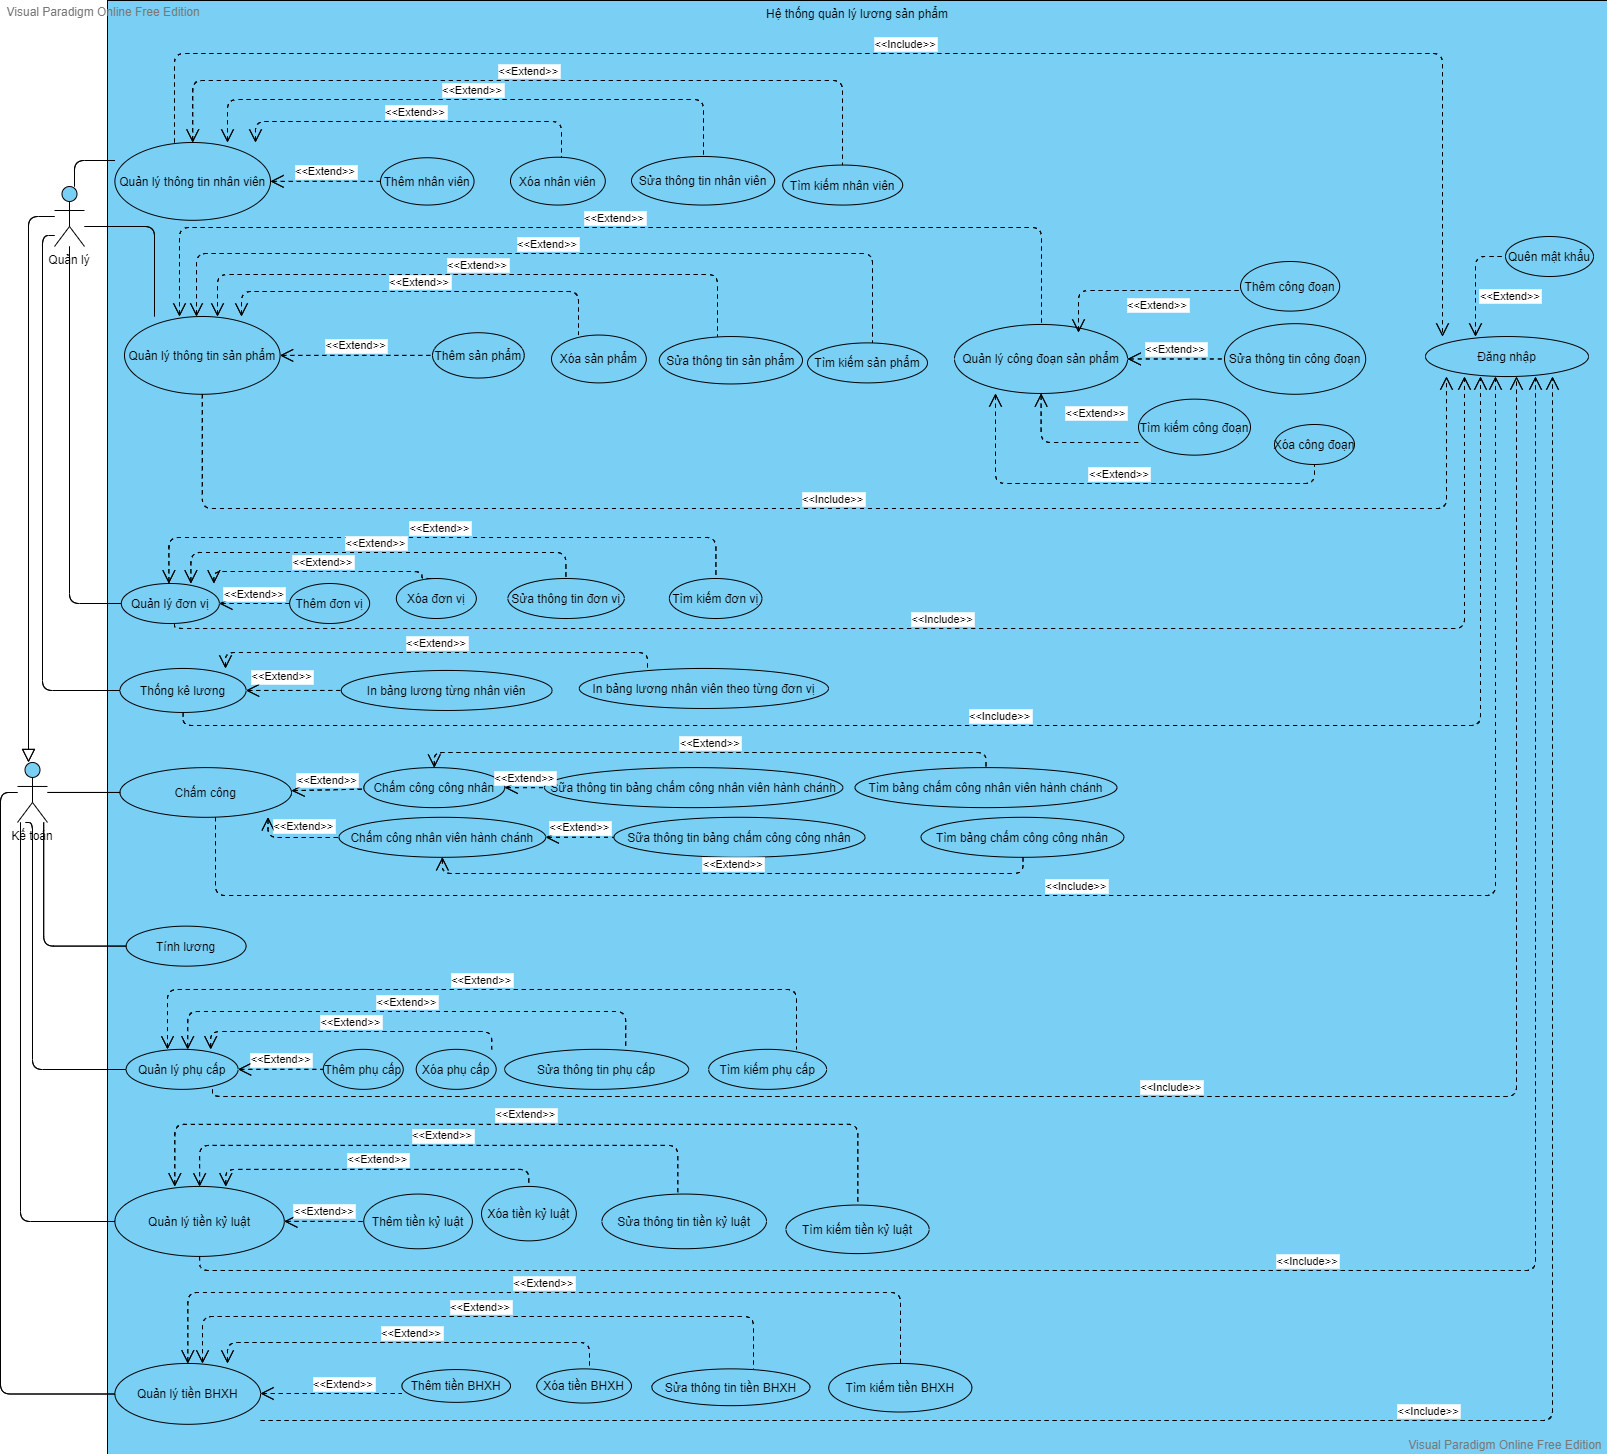 Visual Paradigm Online Free Edition
Hệ thống quản lý lương sản phẩm
<<Include>>
<<Extend>>
<<Extend>>
<<Extend>>
<<Extend>>
Quản lý thông tin nhân viên
Thêm nhân viên
Xóa nhân viên
Sửa thông tin nhân viên
Tìm kiếm nhân viên
Quản lý
<<Extend>>
<<Extend>>
<<Extend>>
<<Extend>>
<<Extend>>
Quản lý thông tin sản phẩm
Thêm sản phẩm
Xóa sản phẩm
Sửa thông tin sản phẩm
Tìm kiếm sản phẩm
Quản lý công đoạn sản phẩm
<<Extend>>
Thêm công đoạn
<<Extend>>
Sửa thông tin công đoạn
<<Extend>>
Tìm kiếm công đoạn
Xóa công đoạn
<<Extend>>
Quên mật khẩu
<<Extend>>
Đăng nhập
<<Include>>
<<Extend>>
<<Extend>>
<<Extend>>
<<Extend>>
Quản lý đơn vị
Thêm đơn vị
Xóa đơn vị
Sửa thông tin đơn vị
Tìm kiếm đơn vị
<<Include>>
<<Extend>>
<<Extend>>
Thống kê lương
In bảng lương từng nhân viên
In bảng lương nhân viên theo từng đơn vị
<<Include>>
<<Extend>>
<<Extend>>
<<Extend>>
Chấm công
Chấm công công nhân
Sữa thông tin bảng chấm công nhân viên hành chánh
Tìm bảng chấm công nhân viên hành chánh
Kế toán
<<Extend>>
<<Extend>>
Chấm công nhân viên hành chánh
Sữa thông tin bảng chấm công công nhân
Tìm bảng chấm công công nhân
<<Extend>>
<<Include>>
Tính lương
<<Extend>>
<<Extend>>
<<Extend>>
<<Extend>>
Quản lý phụ cấp
Thêm phụ cấp
Xóa phụ cấp
Sửa thông tin phụ cấp
Tìm kiếm phụ cấp
<<Include>>
<<Extend>>
<<Extend>>
<<Extend>>
<<Extend>>
Quản lý tiền kỷ luật
Thêm tiền kỷ luật
Xóa tiền kỷ luật
Sửa thông tin tiền kỷ luật
Tìm kiếm tiền kỷ luật
<<Include>>
<<Extend>>
<<Extend>>
<<Extend>>
<<Extend>>
Quản lý tiền BHXH
Thêm tiền BHXH
Xóa tiền BHXH
Sửa thông tin tiền BHXH
Tìm kiếm tiền BHXH
<<Include>>
Visual Paradigm Online Free Edition